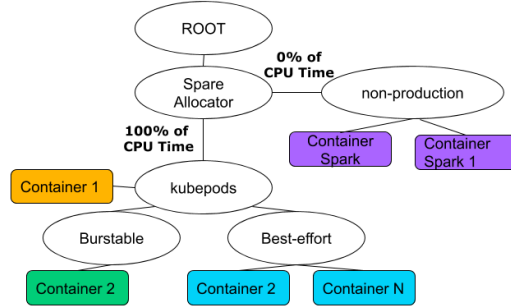 ROOT
0% of
CPU Time
Spare
Allocator
non-production
100% of
CPU Time
Container
Spark
Container
Spark 1
Container 1
kubepods
Burstable
Best-effort
Container 2
Container 2
Container N